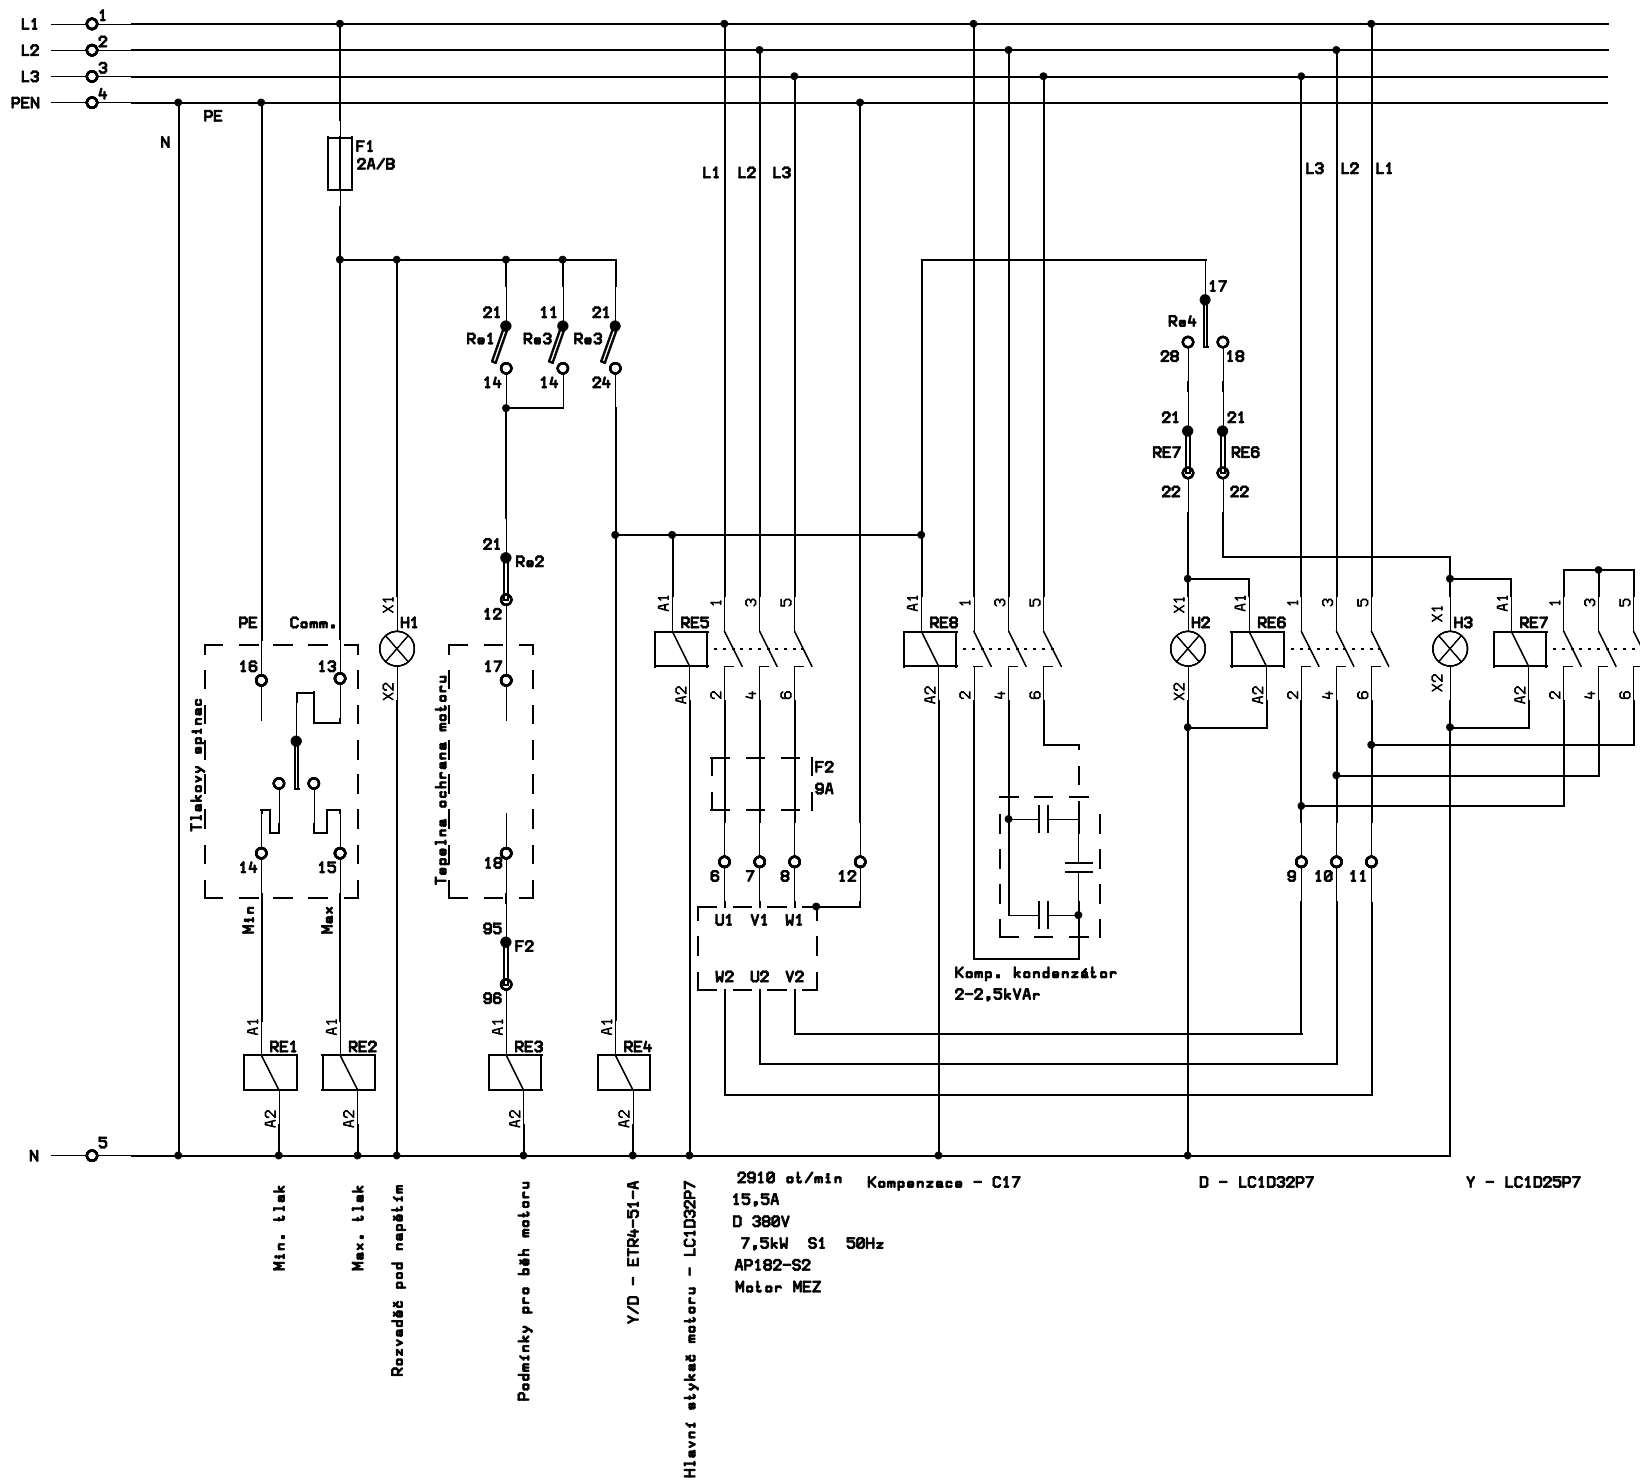 L1 1
L2 2
L3 3
PEN 4
PE
N
F1
2A/B
L1 L2 L3
L3 L2 L1
17
Re4
28 18
21 11 21
Re1 Re3 Re3
14 14 24
21 21
RE7 RE6
22 22
21
Re2
12
PE Comm.
X1
H1
X2
16 13
Tlakovy spinac
14 15
Min Max
17
Tepelna ochrana motoru
18
95
F2
96
A1
RE5
A2
1 3 5
2 4 6
F2
9A
6 7 8 12
U1 V1 W1
W2 U2 V2
A1
RE8
A2
1 3 5
2 4 6
Komp. kondenzátor
2-2,5kVAr
X1
H2
X2
A1
RE6
A2
1 3 5
2 4 6
9 10 11
X1
H3
X2
A1
RE7
A2
1 3 5
2 4 6
A1 A1 A1 A1
RE1 RE2 RE3 RE4
A2 A2 A2 A2
N 5
Min. tlak
Max. tlak
Rozvaděč pod napětím
Podmínky pro běh motoru
Y/D - ETR4-51-A
Hlavní stykač motoru - LC1D32P7
2910 ot/min
15,5A
D 380V
7,5kW S1 50Hz
AP182-S2
Motor MEZ
Kompenzace - C17
D - LC1D32P7
Y - LC1D25P7